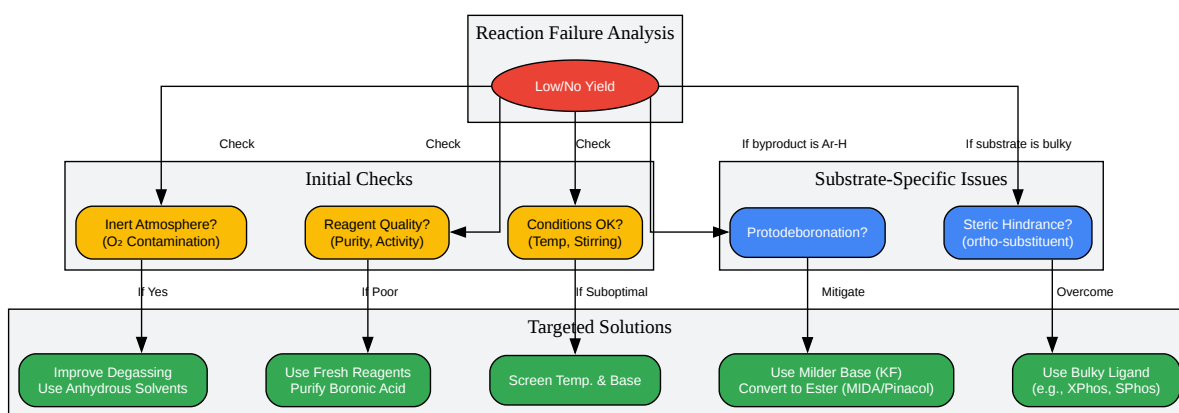 Reaction Failure Analysis
Low/No Yield
Check
Check
Check
If byproduct is Ar-H
If substrate is bulky
Initial Checks
Substrate-Specific Issues
Inert Atmosphere?
(O₂ Contamination)
Reagent Quality?
(Purity, Activity)
Conditions OK?
(Temp, Stirring)
Protodeboronation?
Steric Hindrance?
(ortho-substituent)
If Yes
If Poor
If Suboptimal
Mitigate
Overcome
Targeted Solutions
Improve Degassing
Use Anhydrous Solvents
Use Fresh Reagents
Purify Boronic Acid
Screen Temp. & Base
Use Milder Base (KF)
Convert to Ester (MIDA/Pinacol)
Use Bulky Ligand
(e.g., XPhos, SPhos)